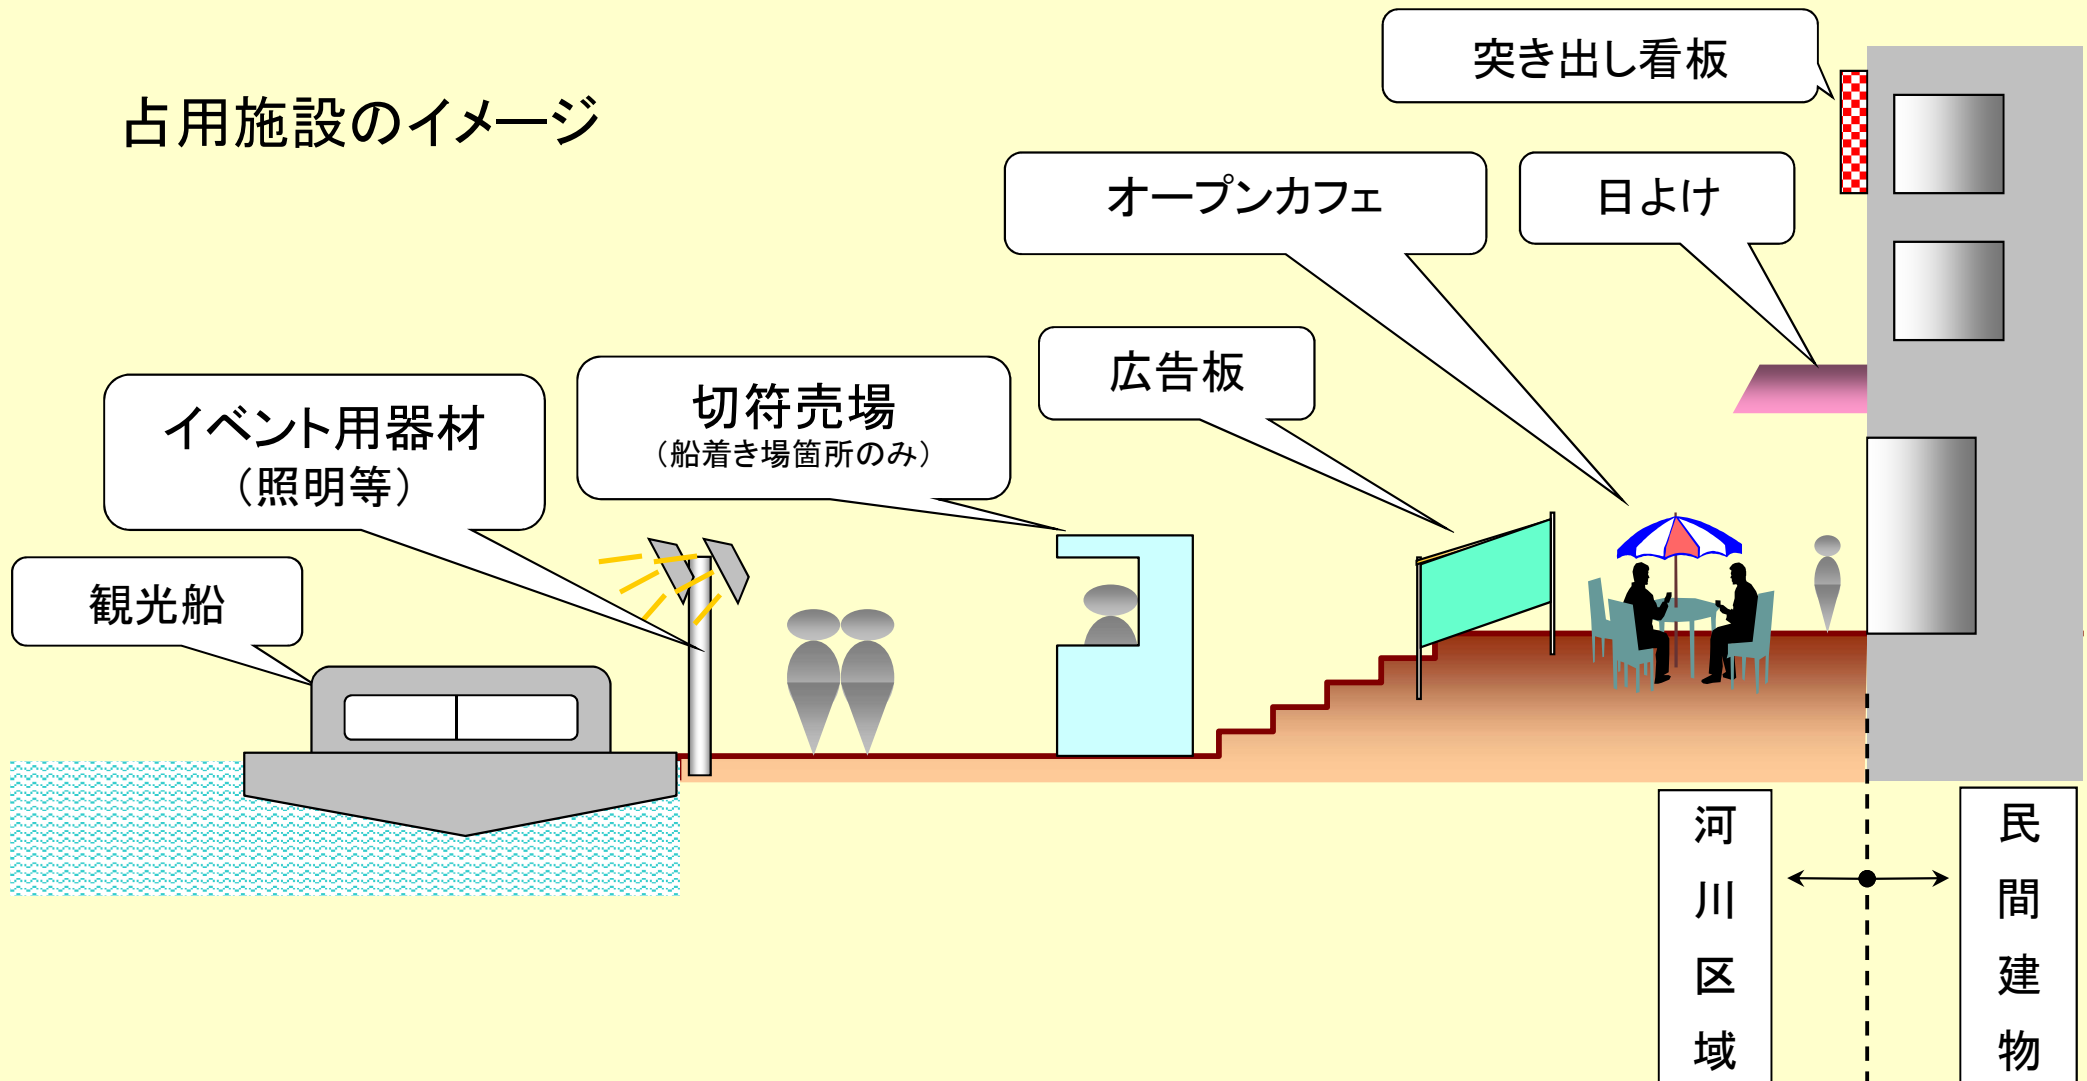 占用施設のイメージ
突き出し看板
オープンカフェ
日よけ
広告板
切符売場
（船着き場箇所のみ）
イベント用器材
（照明等）
観光船
河川区域
民間建物